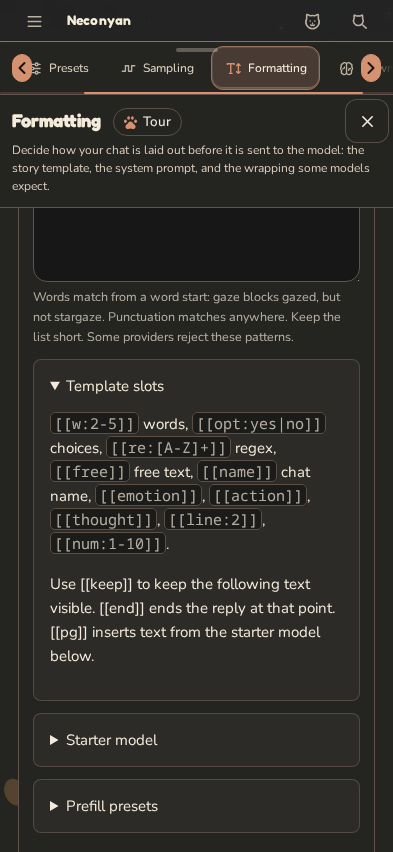 Neconyan
Presets
Sampling
Formatting
Formatting
Tour
Decide how your chat is laid out before it is sent to the model: the
story template, the system prompt, and the wrapping some models
expect.
Words match from a word start: gaze blocks gazed, but
not stargaze. Punctuation matches anywhere. Keep the
list short. Some providers reject these patterns.
▼ Template slots
[[w:2-5]] words, [[opt:yes|no]]
choices, [[re:[A-Z]+]] regex,
[[free]] free text, [[name]] chat
name, [[emotion]], [[action]],
[[thought]], [[line:2]],
[[num:1-10]].
Use [[keep]] to keep the following text
visible. [[end]] ends the reply at that point.
[[pg]] inserts text from the starter model
below.
▶ Starter model
▶ Prefill presets